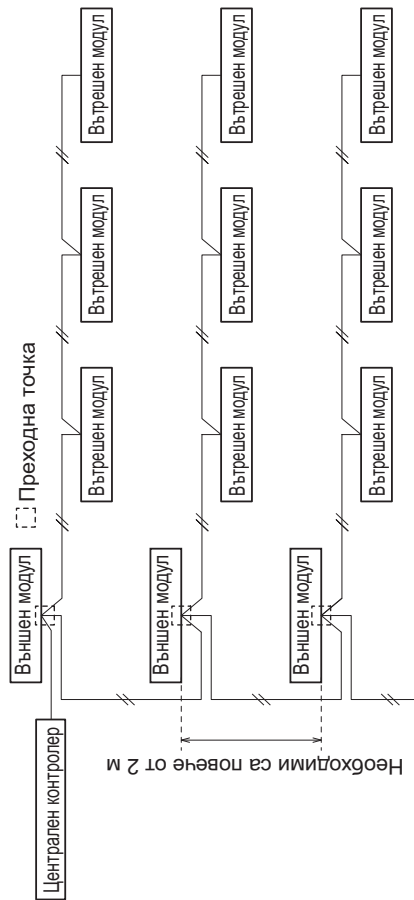 Преходна точка
Централен контролер
Външен модул
Вътрешен модул
Вътрешен модул
Вътрешен модул
Външен модул
Вътрешен модул
Вътрешен модул
Вътрешен модул
Външен модул
Вътрешен модул
Вътрешен модул
Вътрешен модул
Необходими са повече от 2 м